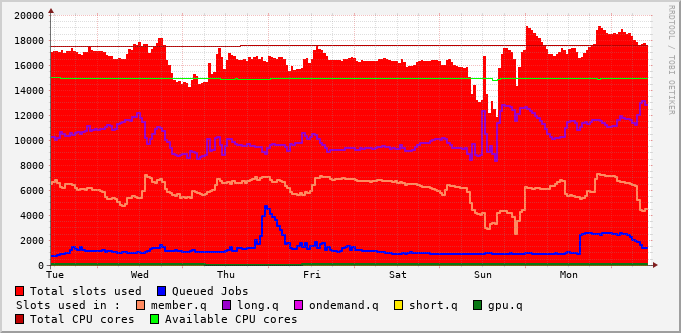 20000
18000
16000
14000
12000
10000
8000
6000
4000
2000
0
Tue Wed Thu Fri Sat Sun Mon
RRDTOOL / TOBI OETIKER
Total slots used Queued Jobs
Slots used in : member.q long.q ondemand.q short.q gpu.q
Total CPU cores Available CPU cores